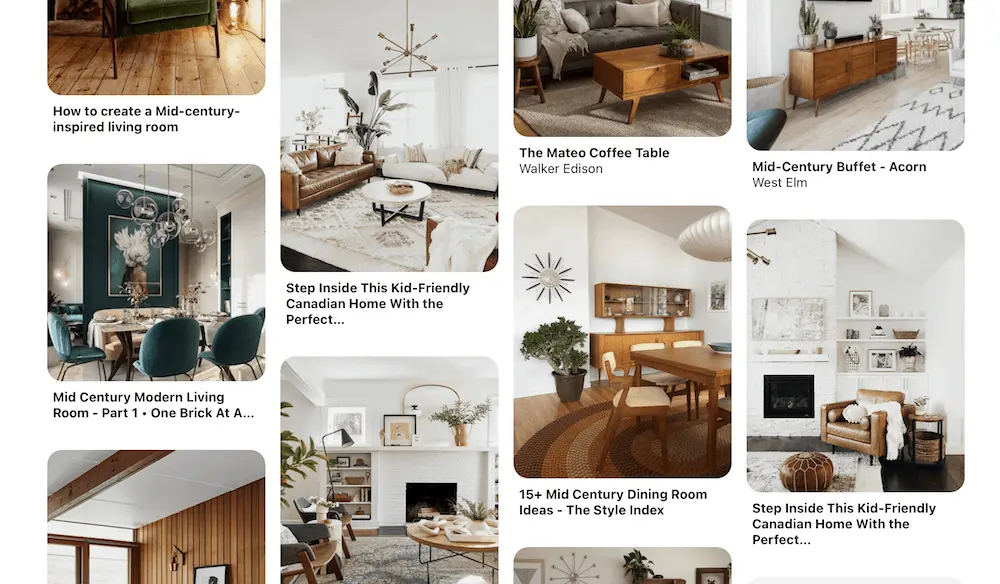 How to create a Mid-century-
inspired living room
Mid Century Modern Living
Room - Part 1 • One Brick At A...
Step Inside This Kid-Friendly
Canadian Home With the
Perfect...
The Mateo Coffee Table
Walker Edison
15+ Mid Century Dining Room
Ideas - The Style Index
Mid-Century Buffet - Acorn
West Elm
Step Inside This Kid-Friendly
Canadian Home With the
Perfect...